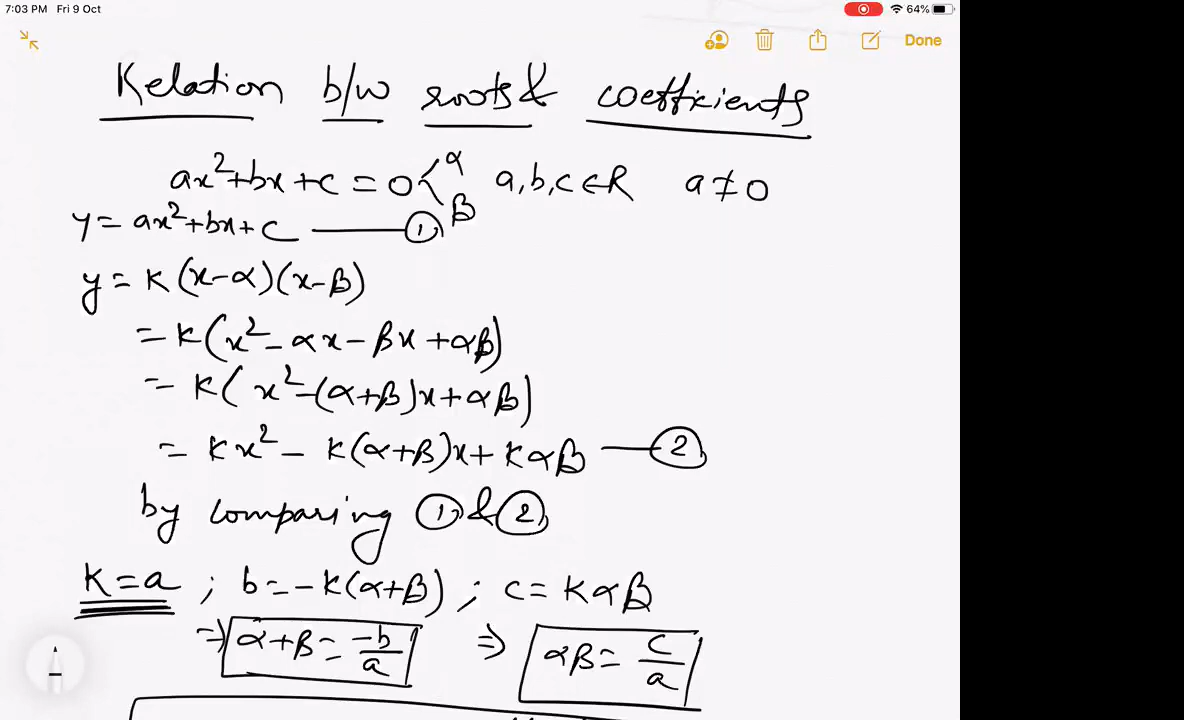 7:03 PM Fri 9 Oct 64%
Done
Relation b/w roots & coefficients
ax²+bx+c=0 < α β a,b,c ∈ R a≠0
y= ax²+bx+c —— ①
y = K(x-α)(x-β)
= K(x²-αx-βx+αβ)
= K(x²-(α+β)x+αβ)
= Kx² - K(α+β)x+Kαβ —— ②
by comparing ① & ②
K=a ; b=-K(α+β) ; c=Kαβ
⇒ α+β = -b/a ⇒ αβ = c/a